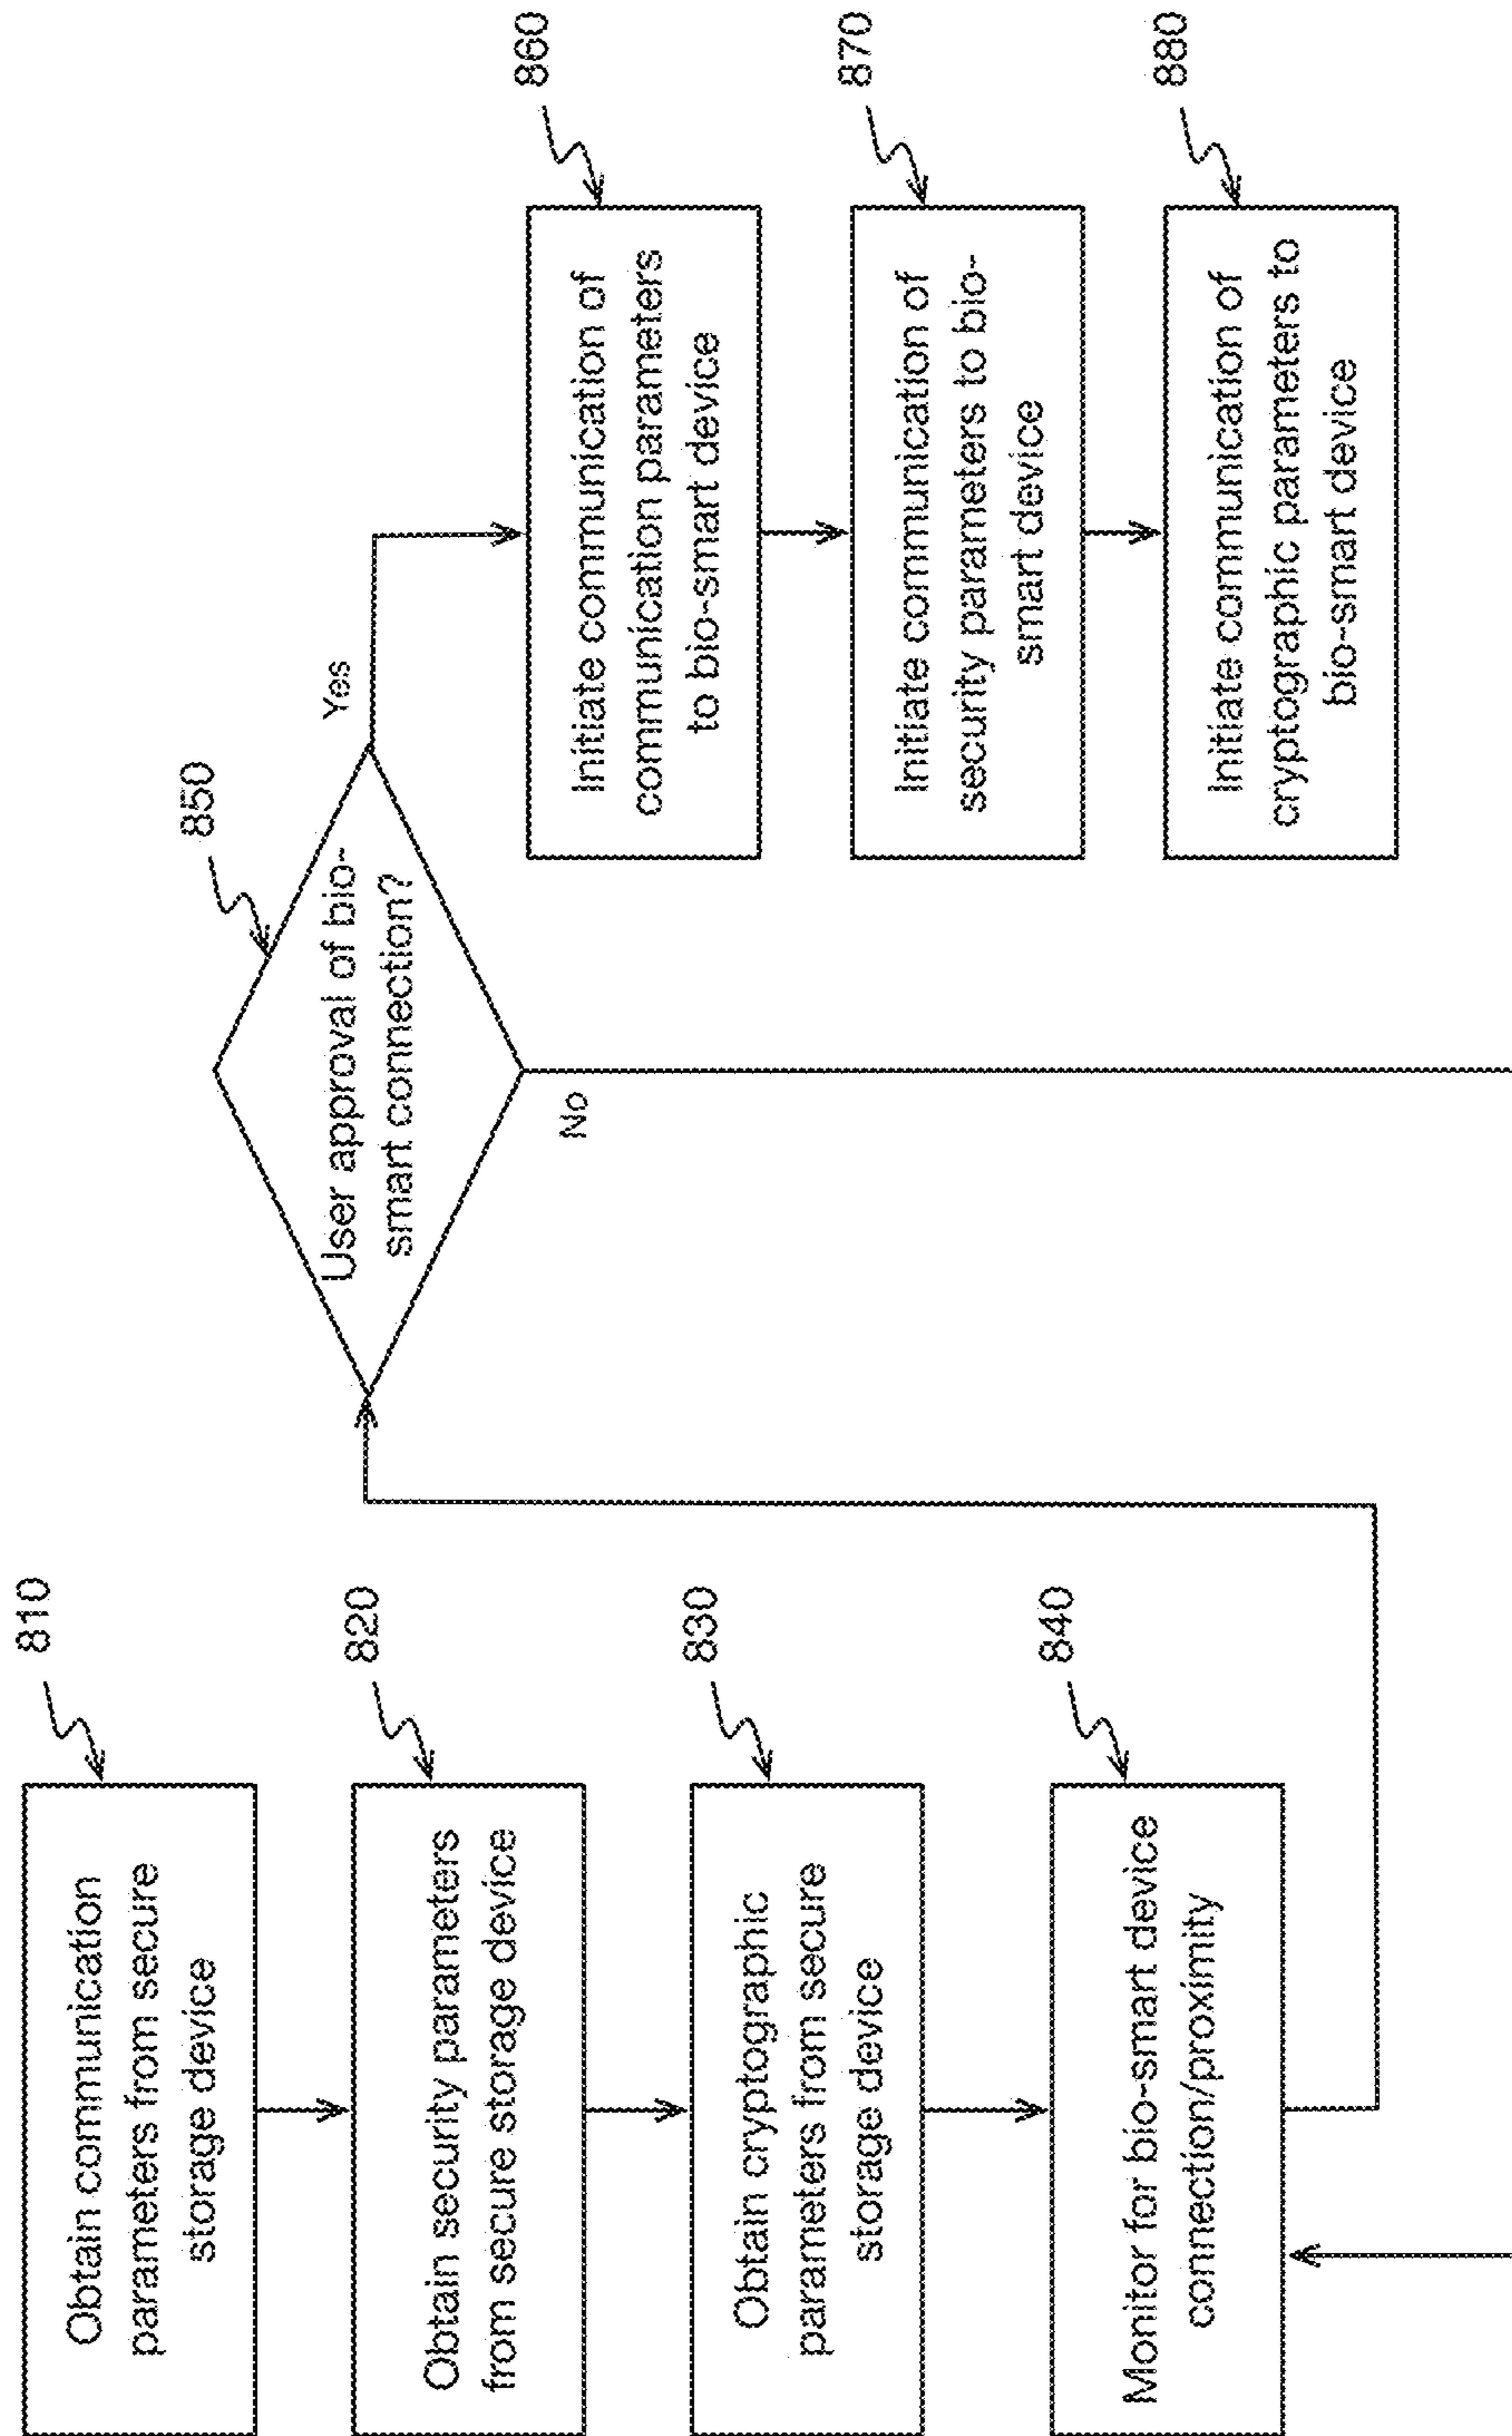 810
Obtain communication
parameters from secure
storage device
820
Obtain security parameters
from secure storage device
830
Obtain cryptographic
parameters from secure
storage device
840
Monitor for bio-smart device
connection/proximity
850
User approval of bio-
smart connection?
Yes
No
860
Initiate communication of
communication parameters
to bio-smart device
870
Initiate communication of
security parameters to bio-
smart device
880
Initiate communication of
cryptographic parameters to
bio-smart device